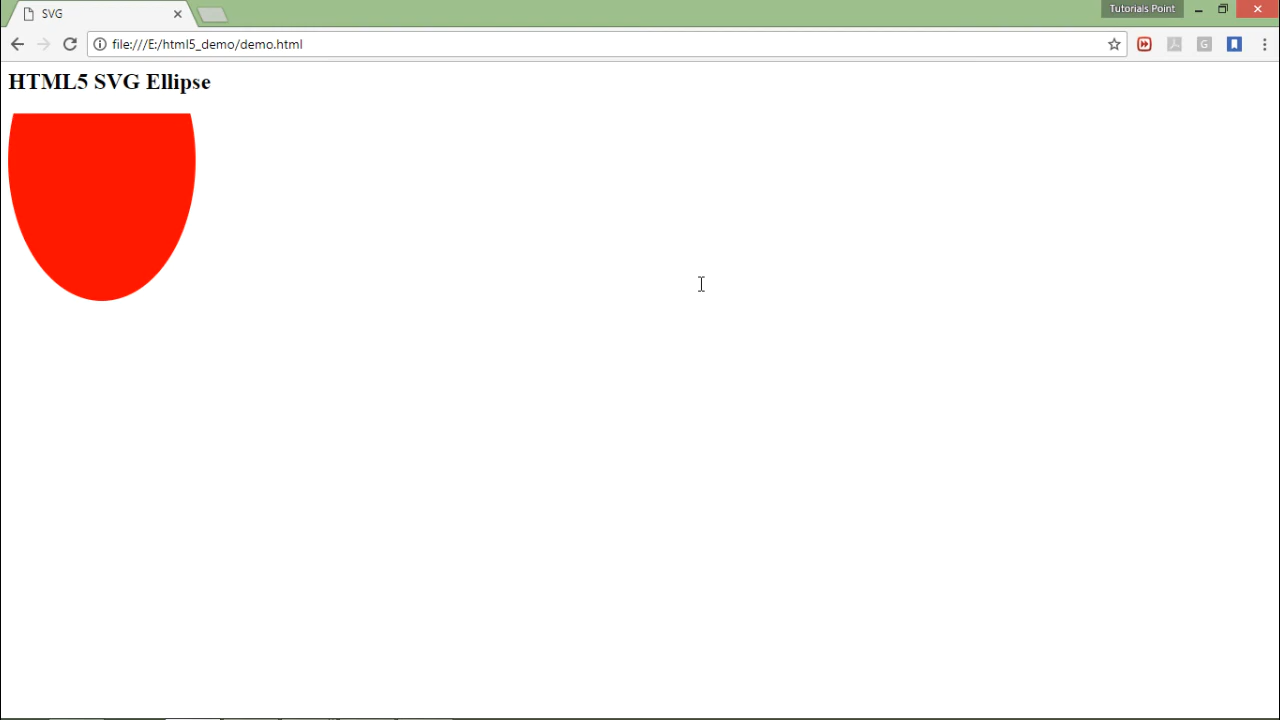 SVG
Tutorials Point
file:///E:/html5_demo/demo.html
G
HTML5 SVG Ellipse